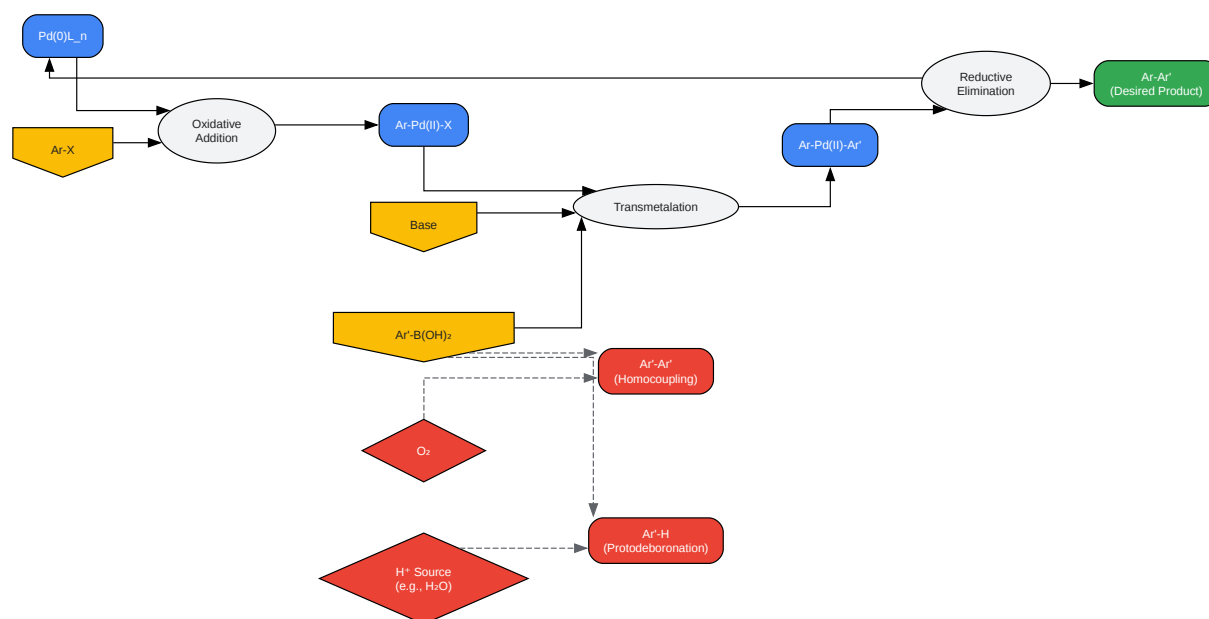 Pd(0)L_n
Reductive
Elimination
Ar-Ar'
(Desired Product)
Oxidative
Addition
Ar-Pd(II)-X
Ar-Pd(II)-Ar'
Ar-X
Transmetalation
Base
Ar'-B(OH)₂
Ar'-Ar'
(Homocoupling)
O₂
Ar'-H
(Protodeboronation)
H⁺ Source
(e.g., H₂O)